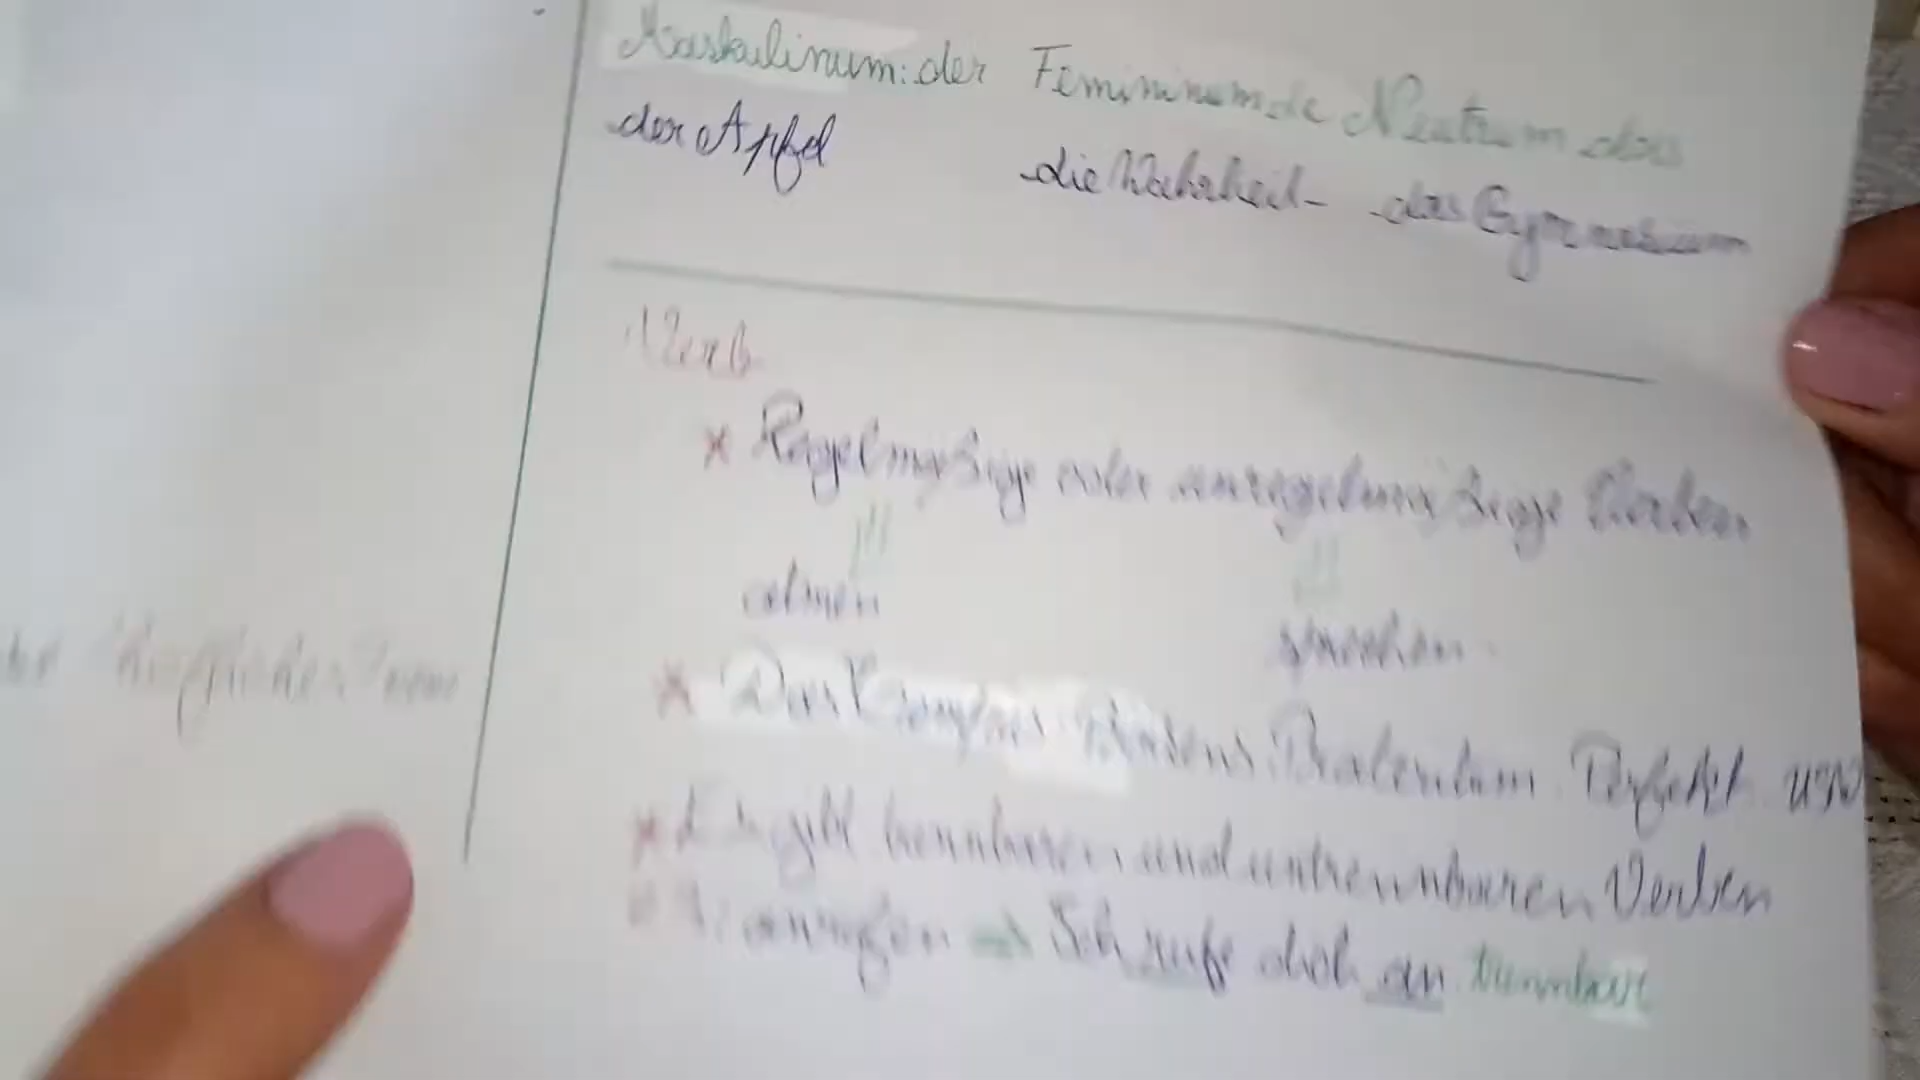 Maskulinum: der Femininum die Neutrum das
der Apfel die Wahrheit - das Gymnasium
Verb
x Regelmäßige oder unregelmäßige Verben
atmen sprechen
x Das Präsens Präteritum Perfekt usw
x Es gibt trennbaren und untrennbaren Verben
anrufen => Ich rufe dich an trennbar